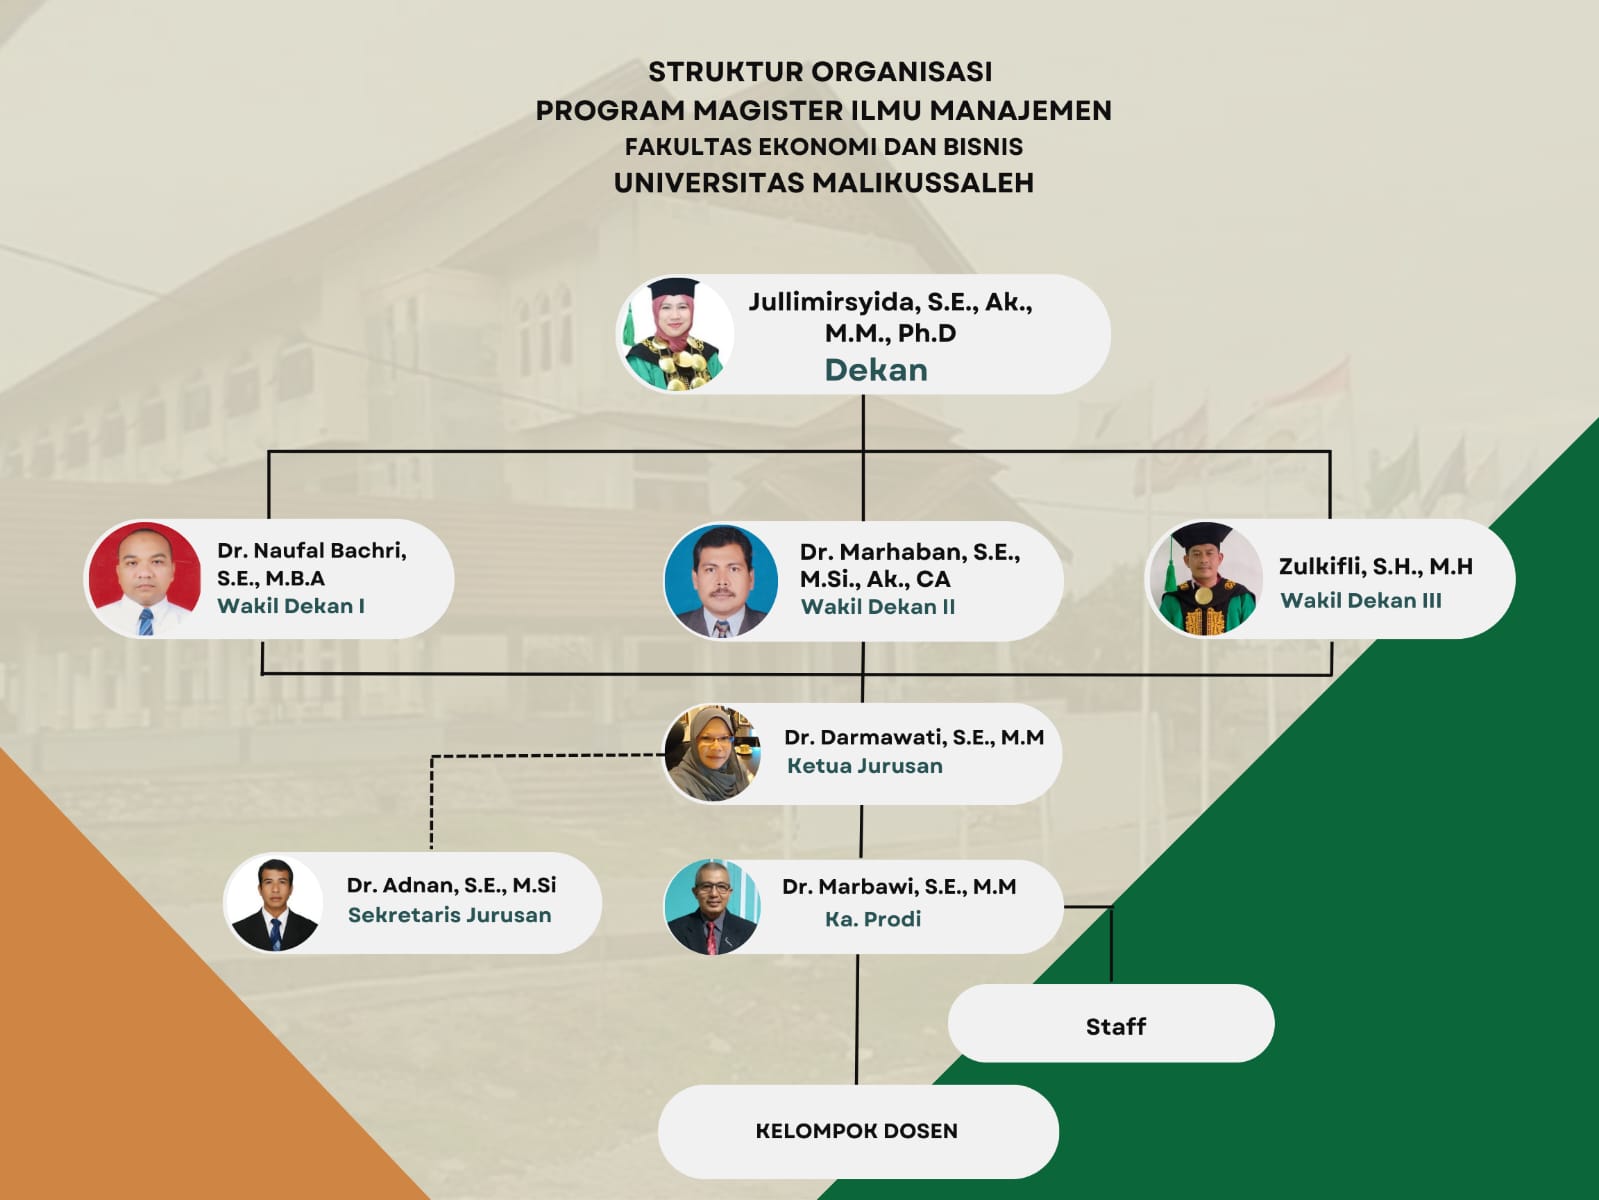 STRUKTUR ORGANISASI
PROGRAM MAGISTER ILMU MANAJEMEN
FAKULTAS EKONOMI DAN BISNIS
UNIVERSITAS MALIKUSSALEH
Jullimirsyida, S.E., Ak.,
M.M., Ph.D
Dekan
Dr. Naufal Bachri,
S.E., M.B.A
Wakil Dekan I
Dr. Marhaban, S.E.,
M.Si., Ak., CA
Wakil Dekan II
Zulkifli, S.H., M.H
Wakil Dekan III
Dr. Darmawati, S.E., M.M
Ketua Jurusan
Dr. Adnan, S.E., M.Si
Sekretaris Jurusan
Dr. Marbawi, S.E., M.M
Ka. Prodi
Staff
KELOMPOK DOSEN